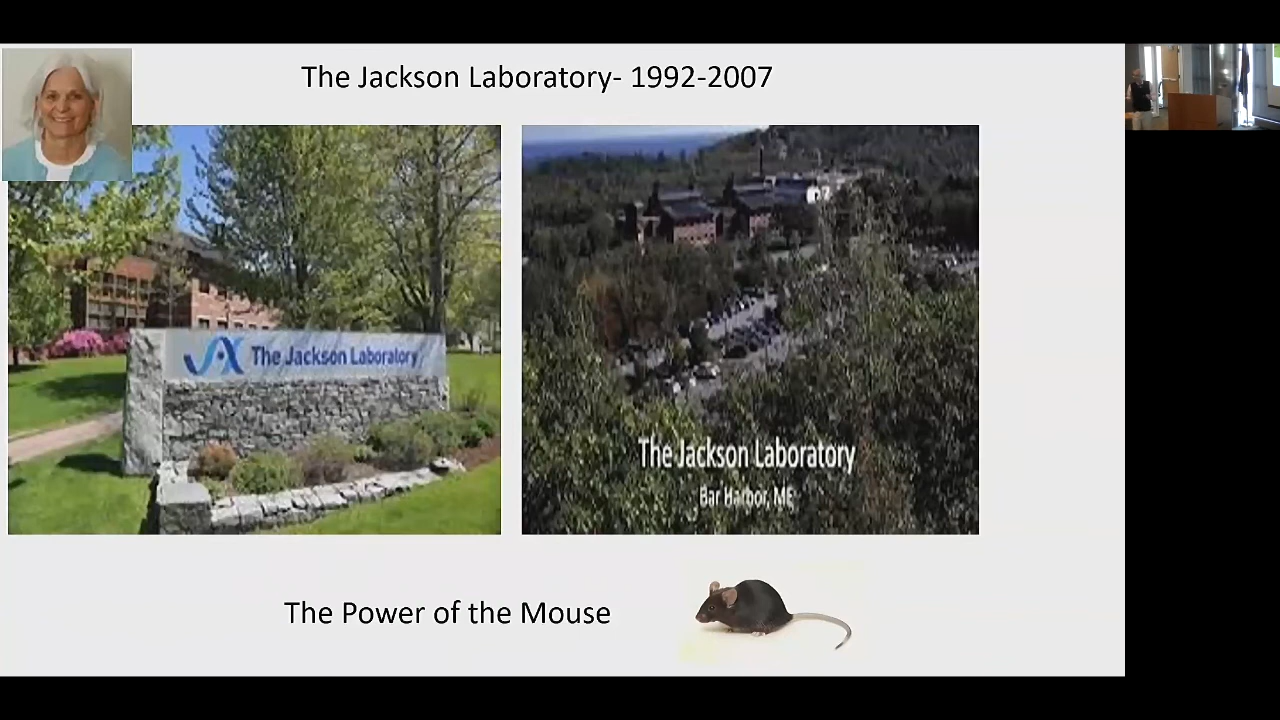 The Jackson Laboratory- 1992-2007
JAX The Jackson Laboratory
The Jackson Laboratory
Bar Harbor, ME
The Power of the Mouse